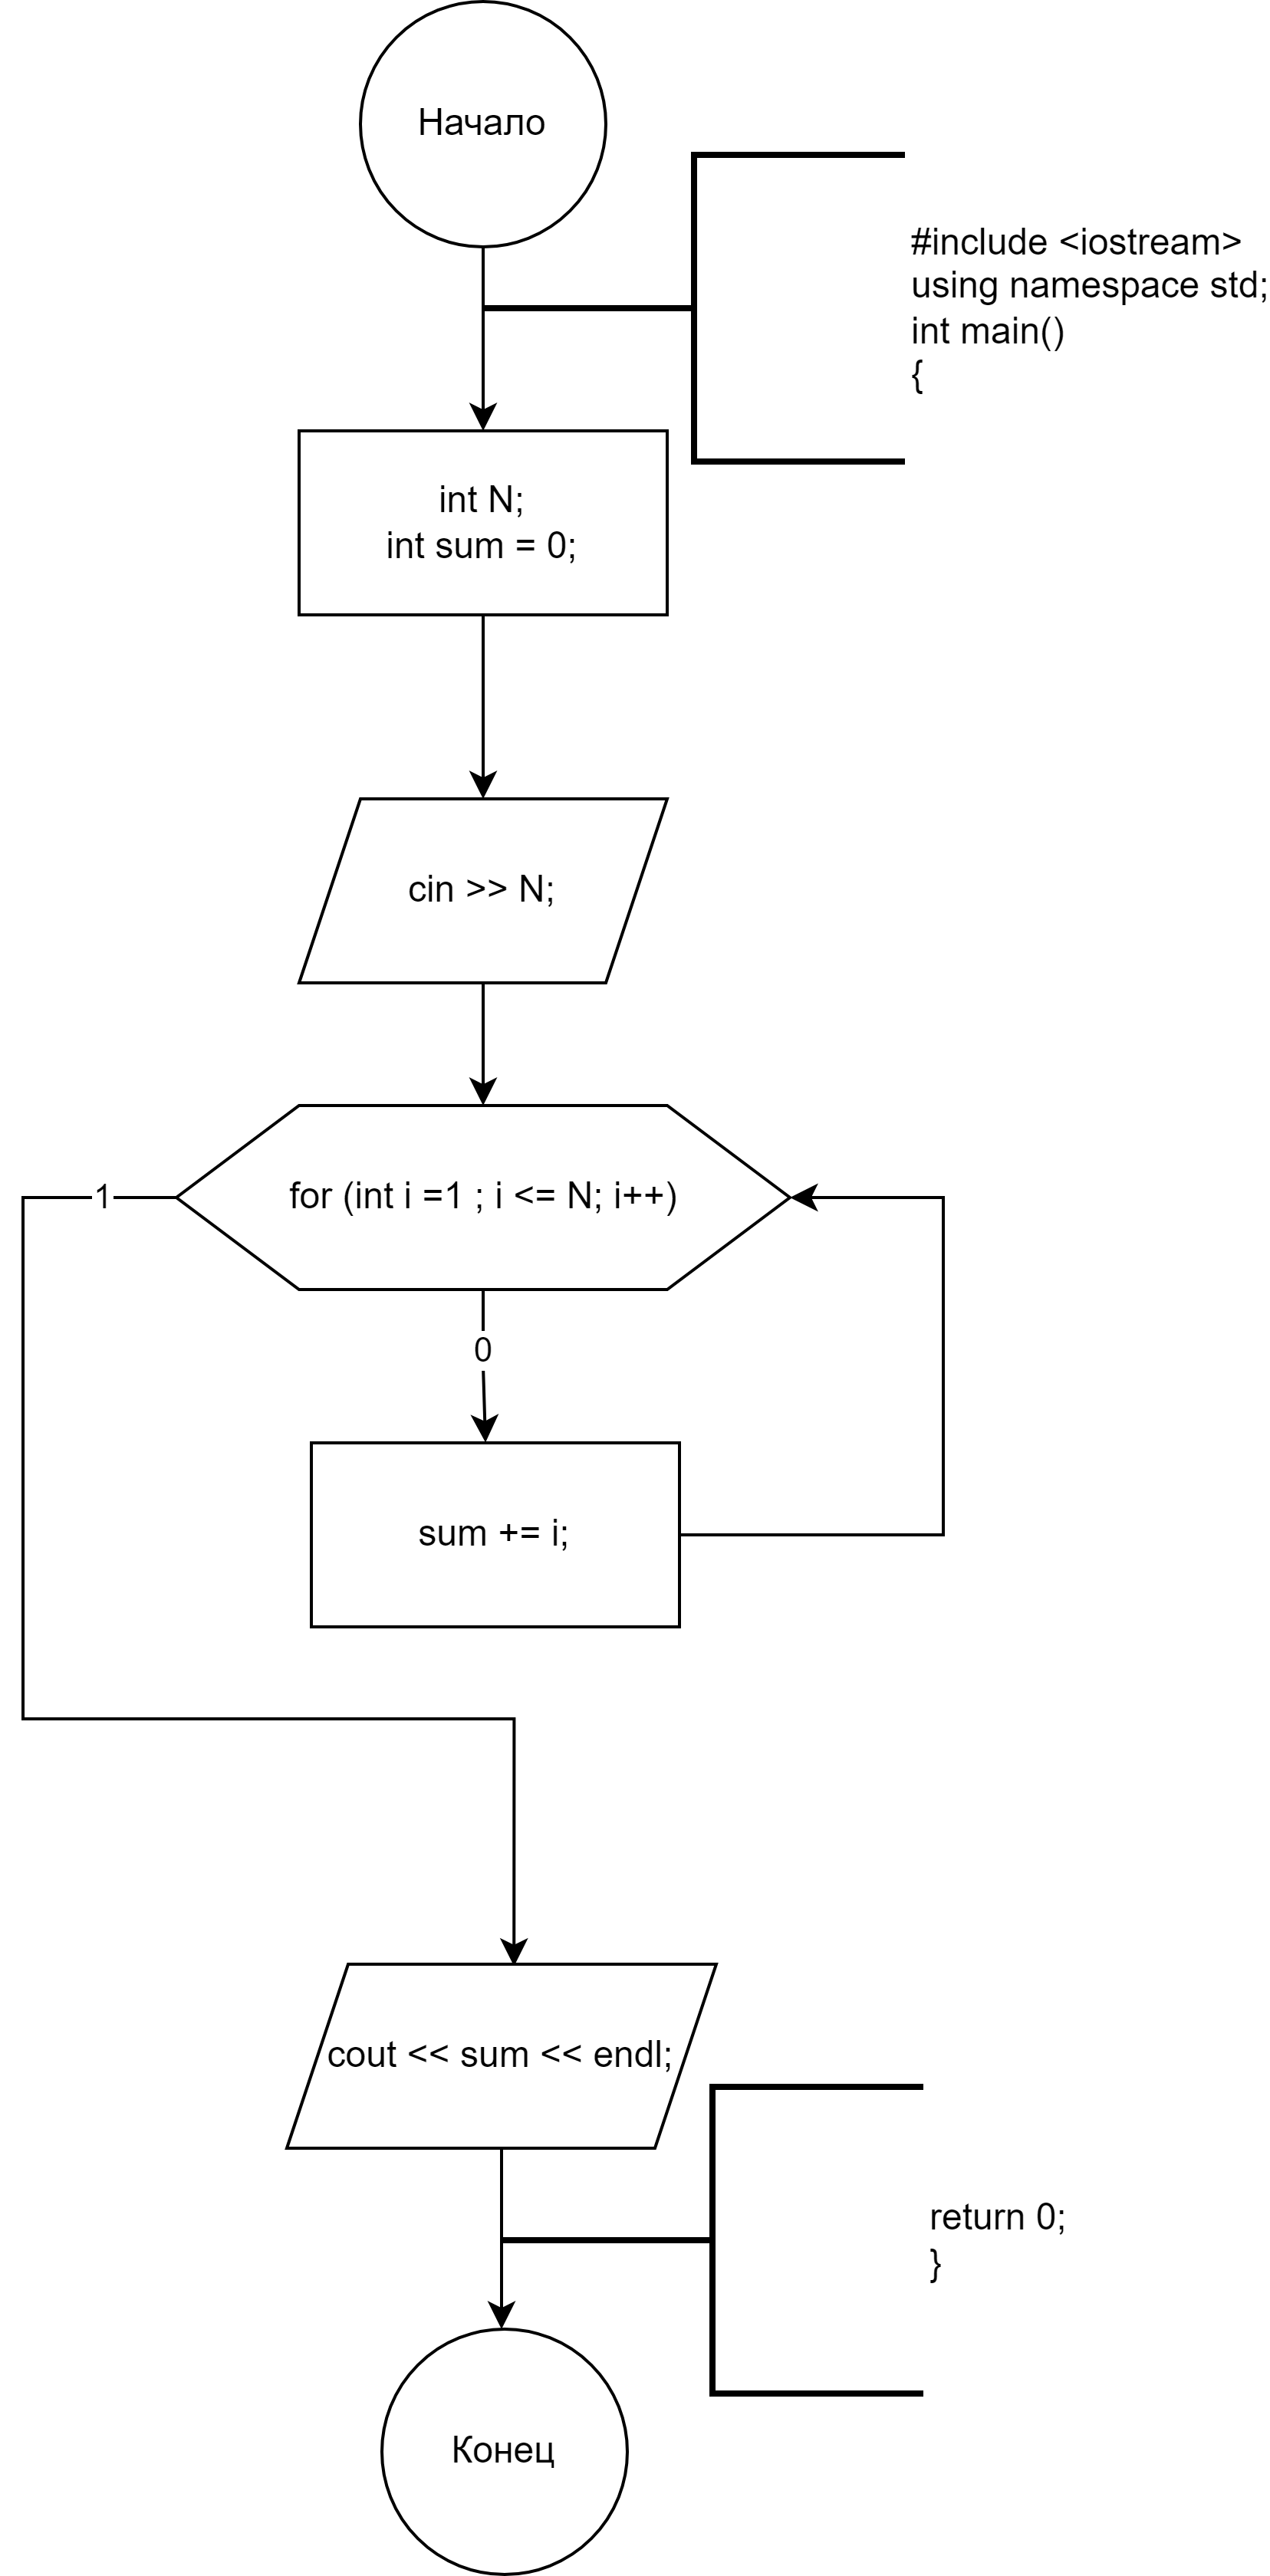 Начало
#include <iostream>
using namespace std;
int main()
{
int N;
int sum = 0;
cin >> N;
for (int i =1 ; i <= N; i++)
1
0
sum += i;
cout << sum << endl;
return 0;
}
Конец